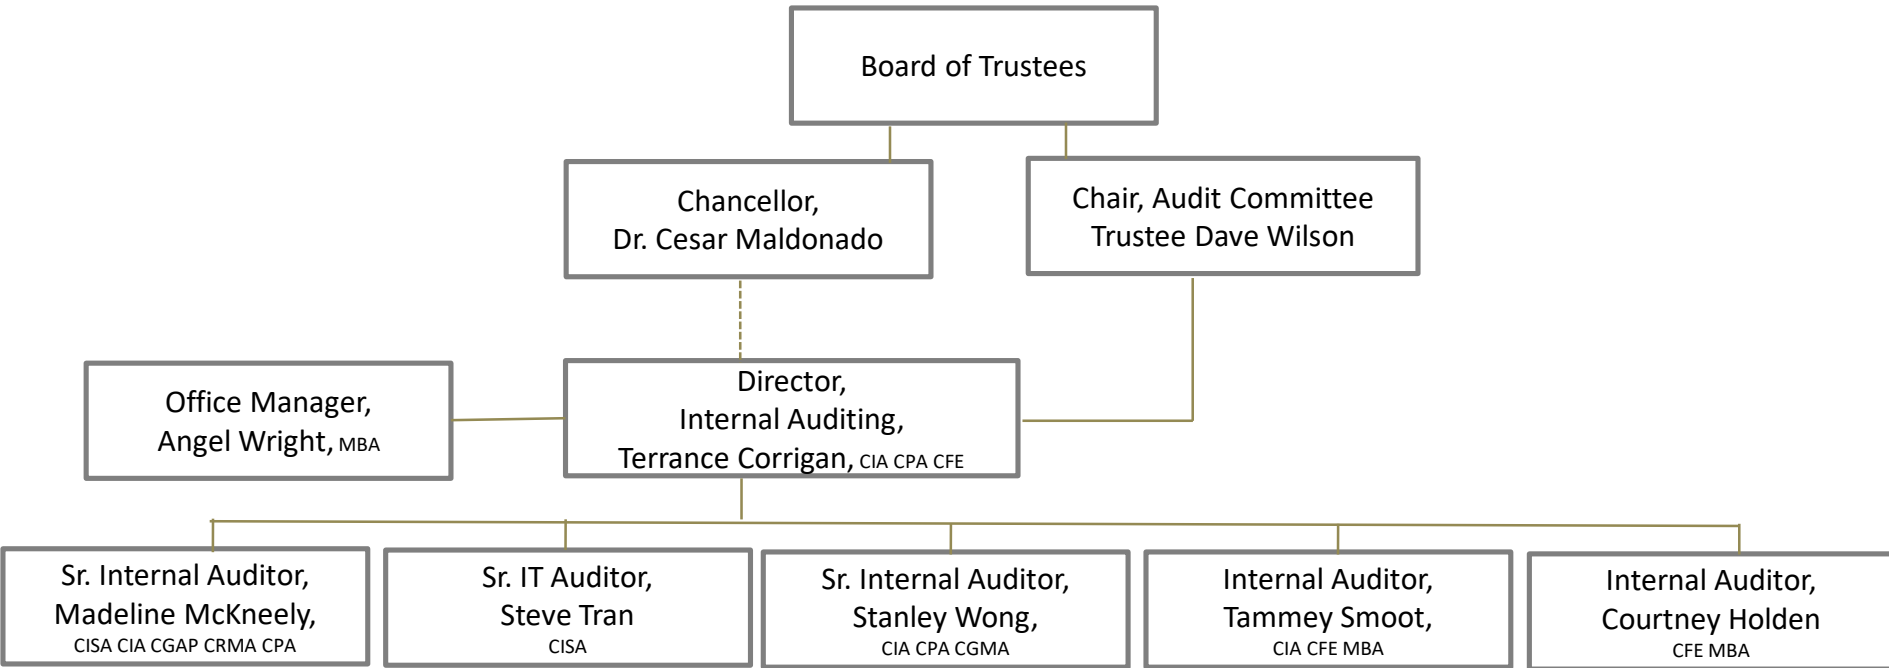 Board of Trustees
Chancellor,
Dr. Cesar Maldonado
Chair, Audit Committee
Trustee Dave Wilson
Office Manager,
Angel Wright, MBA
Director,
Internal Auditing,
Terrance Corrigan, CIA CPA CFE
Sr. Internal Auditor,
Madeline McKneely,
CISA CIA CGAP CRMA CPA
Sr. IT Auditor,
Steve Tran
CISA
Sr. Internal Auditor,
Stanley Wong,
CIA CPA CGMA
Internal Auditor,
Tammey Smoot,
CIA CFE MBA
Internal Auditor,
Courtney Holden
CFE MBA